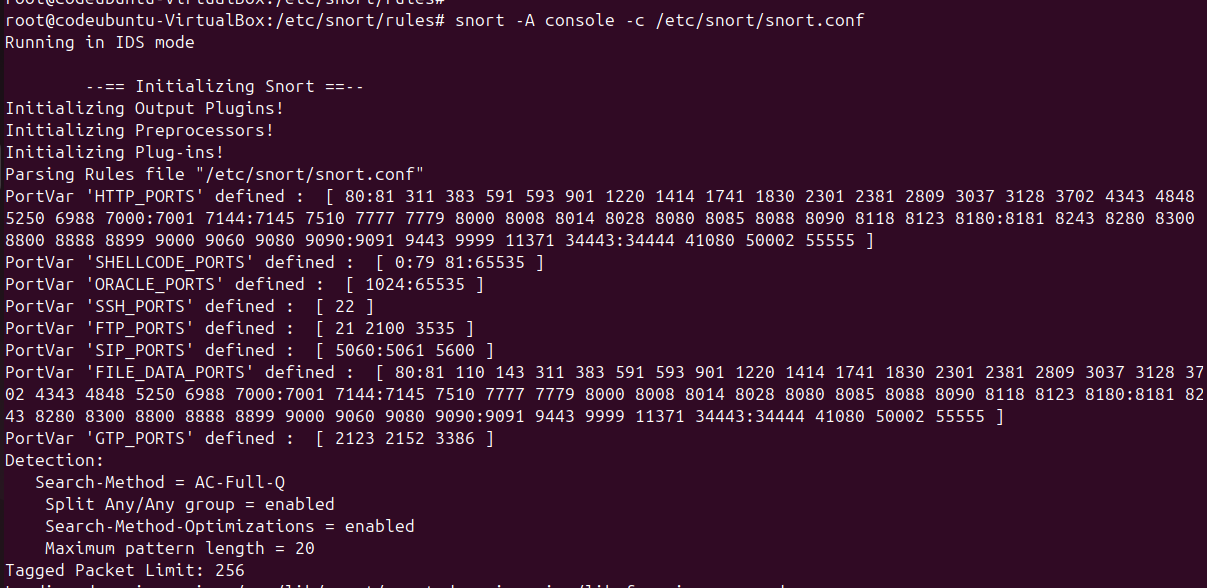 root@codeubuntu-VirtualBox:/etc/snort/rules#
root@codeubuntu-VirtualBox:/etc/snort/rules# snort -A console -c /etc/snort/snort.conf
Running in IDS mode
--== Initializing Snort ==--
Initializing Output Plugins!
Initializing Preprocessors!
Initializing Plug-ins!
Parsing Rules file "/etc/snort/snort.conf"
PortVar 'HTTP_PORTS' defined :  [ 80:81 311 383 591 593 901 1220 1414 1741 1830 2301 2381 2809 3037 3128 3702 4343 4848
5250 6988 7000:7001 7144:7145 7510 7777 7779 8000 8008 8014 8028 8080 8085 8088 8090 8118 8123 8180:8181 8243 8280 8300
8800 8888 8899 9000 9060 9080 9090:9091 9443 9999 11371 34443:34444 41080 50002 55555 ]
PortVar 'SHELLCODE_PORTS' defined :  [ 0:79 81:65535 ]
PortVar 'ORACLE_PORTS' defined :  [ 1024:65535 ]
PortVar 'SSH_PORTS' defined :  [ 22 ]
PortVar 'FTP_PORTS' defined :  [ 21 2100 3535 ]
PortVar 'SIP_PORTS' defined :  [ 5060:5061 5600 ]
PortVar 'FILE_DATA_PORTS' defined :  [ 80:81 110 143 311 383 591 593 901 1220 1414 1741 1830 2301 2381 2809 3037 3128 37
02 4343 4848 5250 6988 7000:7001 7144:7145 7510 7777 7779 8000 8008 8014 8028 8080 8085 8088 8090 8118 8123 8180:8181 82
43 8280 8300 8800 8888 8899 9000 9060 9080 9090:9091 9443 9999 11371 34443:34444 41080 50002 55555 ]
PortVar 'GTP_PORTS' defined :  [ 2123 2152 3386 ]
Detection:
Search-Method = AC-Full-Q
Split Any/Any group = enabled
Search-Method-Optimizations = enabled
Maximum pattern length = 20
Tagged Packet Limit: 256